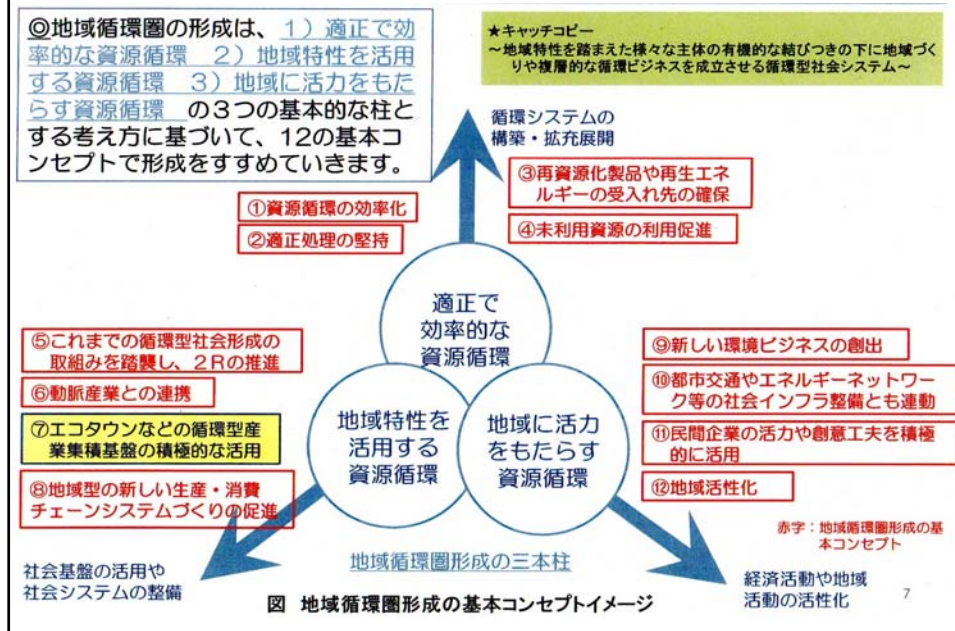 ◎地域循環圏の形成は、1）適正で効
率的な資源循環　2）地域特性を活用
する資源循環　3）地域に活力をもた
らす資源循環　の3つの基本的な柱と
する考え方に基づいて、12の基本コ
ンセプトで形成をすすめていきます。
★キャッチコピー
～地域特性を踏まえた様々な主体の有機的な結びつきの下に地域づく
りや複層的な循環ビジネスを成立させる循環型社会システム～
循環システムの
構築・拡充展開
①資源循環の効率化
②適正処理の堅持
③再資源化製品や再生エネ
ルギーの受入れ先の確保
④未利用資源の利用促進
適正で
効率的な
資源循環
⑤これまでの循環型社会形成の
取組みを踏襲し、2Rの推進
⑥動脈産業との連携
⑦エコタウンなどの循環型産
業集積基盤の積極的な活用
⑧地域型の新しい生産・消費
チェーンシステムづくりの促進
地域特性を
活用する
資源循環
地域に活力
をもたらす
資源循環
⑨新しい環境ビジネスの創出
⑩都市交通やエネルギーネットワー
ク等の社会インフラ整備とも連動
⑪民間企業の活力や創意工夫を積極
的に活用
⑫地域活性化
赤字：地域循環圏形成の基
本コンセプト
社会基盤の活用や
社会システムの整備
地域循環圏形成の三本柱
経済活動や地域
活動の活性化
図　地域循環圏形成の基本コンセプトイメージ
7